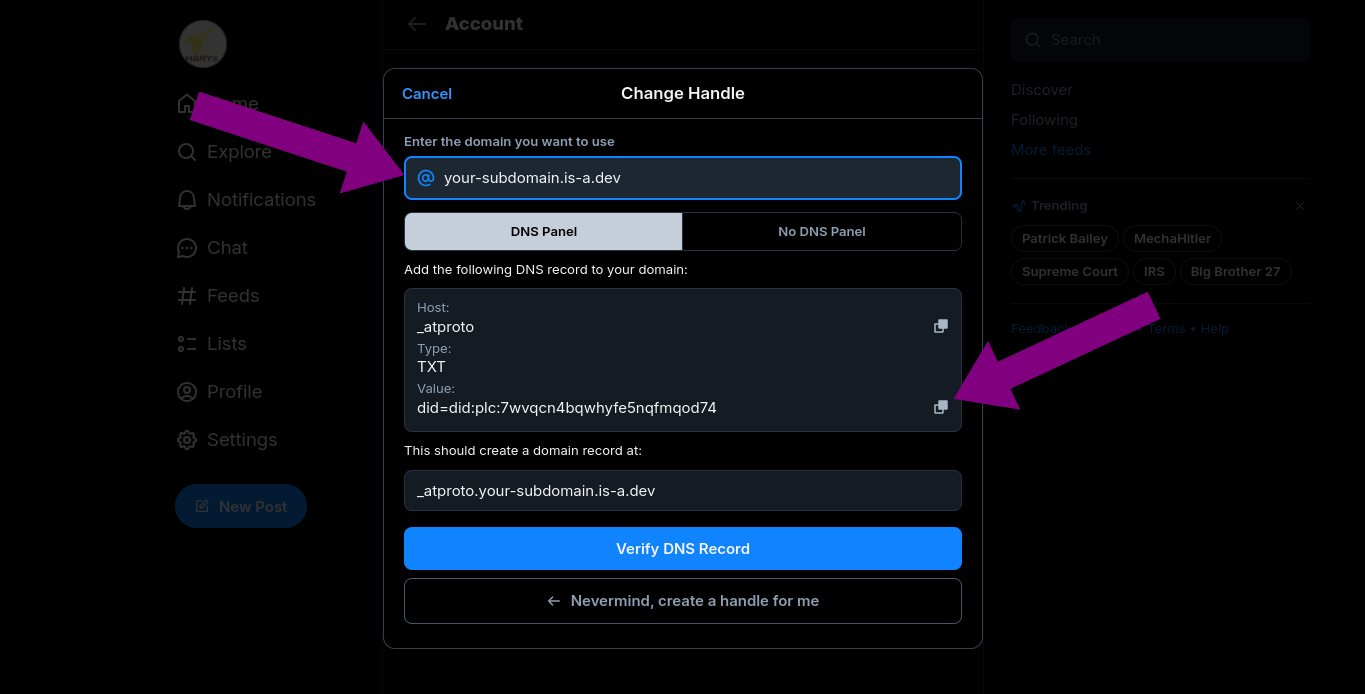 HARYS
Home
Explore
Notifications
Chat
Feeds
Lists
Profile
Settings
New Post
Account
Cancel
Change Handle
Enter the domain you want to use
@ your-subdomain.is-a.dev
DNS Panel
No DNS Panel
Add the following DNS record to your domain:
Host:
_atproto
Type:
TXT
Value:
did=did:plc:7wvqcn4bqwhyfe5nqfmqod74
This should create a domain record at:
_atproto.your-subdomain.is-a.dev
Verify DNS Record
← Nevermind, create a handle for me
Search
Discover
Following
More feeds
Trending
Patrick Bailey
MechaHitler
Supreme Court
IRS
Big Brother 27
Feedback • Terms • Help